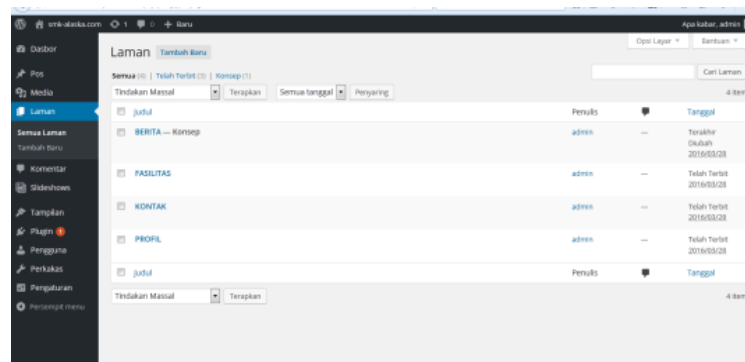 smk-alaska.com 1 0 + Baru Apa kabar, admin
Opsi Layar Bantuan
Laman Tambah Baru
Semua (4) | Telah Terbit (3) | Konsep (1)
Cari Laman
Tindakan Massal Terapkan Semua tanggal Penyaring 4 item
Judul Penulis Tanggal
BERITA — Konsep admin — Terakhir
Diubah
2016/03/28
FASILITAS admin — Telah Terbit
2016/03/28
KONTAK admin — Telah Terbit
2016/03/28
PROFIL admin — Telah Terbit
2016/03/28
Judul Penulis Tanggal
Tindakan Massal Terapkan 4 item
Dasbor
Pos
Media
Laman
Semua Laman
Tambah Baru
Komentar
Slideshows
Tampilan
Plugin 1
Pengguna
Perkakas
Pengaturan
Persempit menu